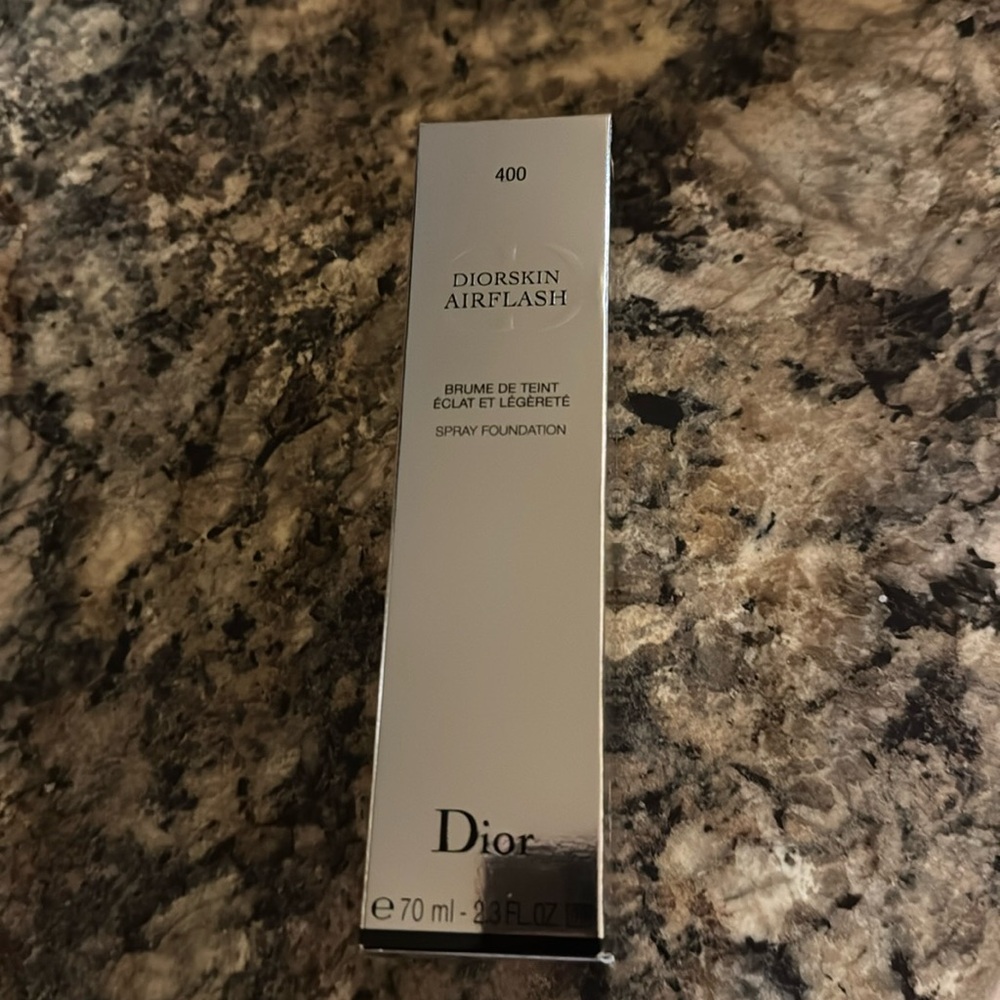 400
DIORSKIN
AIRFLASH
BRUME DE TEINT
ÉCLAT ET LÉGÈRETÉ
SPRAY FOUNDATION
Dior
℮ 70 ml - 2.3 FL.OZ